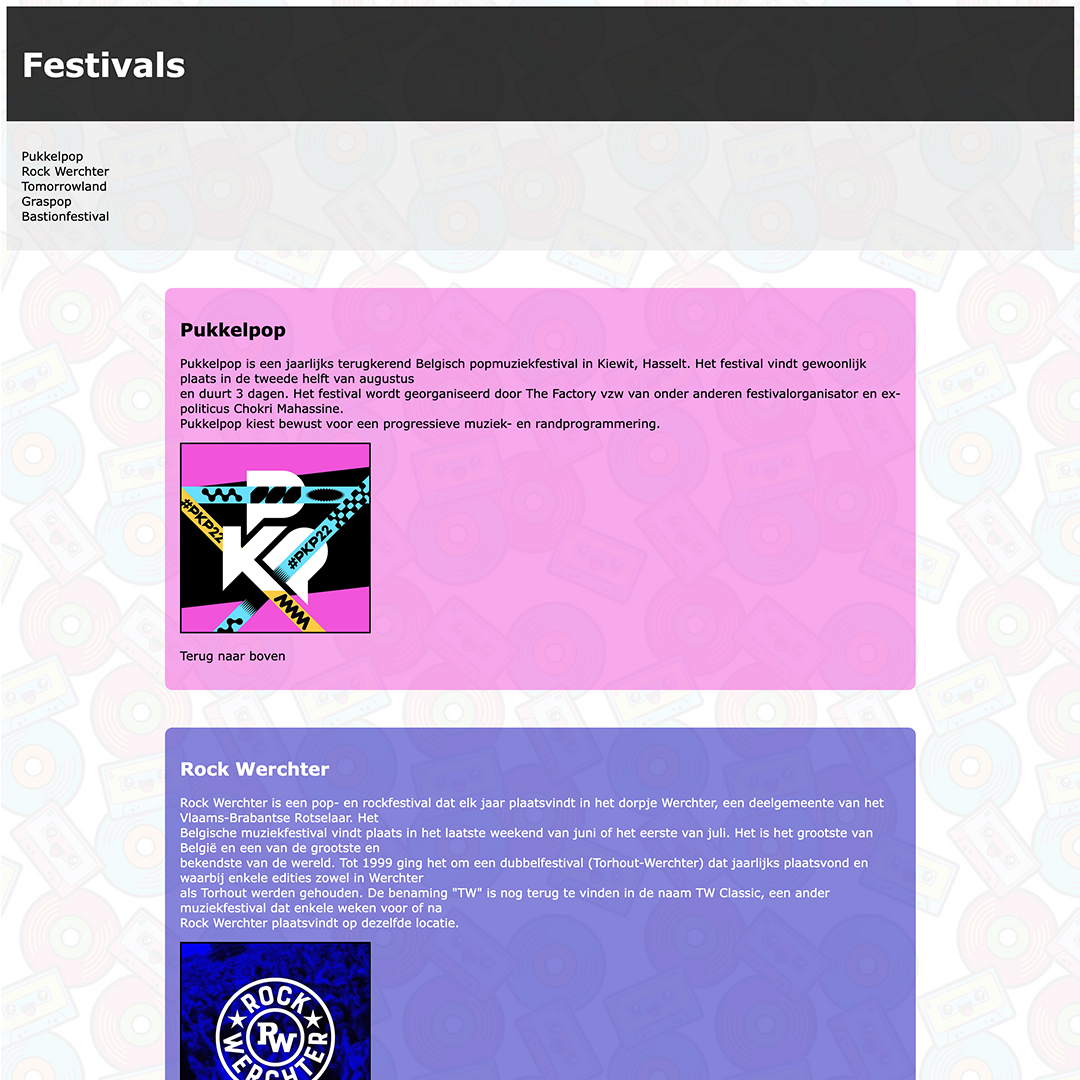 Festivals
Pukkelpop
Rock Werchter
Tomorrowland
Graspop
Bastionfestival
Pukkelpop
Pukkelpop is een jaarlijks terugkerend Belgisch popmuziekfestival in Kiewit, Hasselt. Het festival vindt gewoonlijk
plaats in de tweede helft van augustus
en duurt 3 dagen. Het festival wordt georganiseerd door The Factory vzw van onder anderen festivalorganisator en ex-
politicus Chokri Mahassine.
Pukkelpop kiest bewust voor een progressieve muziek- en randprogrammering.
#PKP22
#PKP22
PKP
Terug naar boven
Rock Werchter
Rock Werchter is een pop- en rockfestival dat elk jaar plaatsvindt in het dorpje Werchter, een deelgemeente van het
Vlaams-Brabantse Rotselaar. Het
Belgische muziekfestival vindt plaats in het laatste weekend van juni of het eerste van juli. Het is het grootste van
België en een van de grootste en
bekendste van de wereld. Tot 1999 ging het om een dubbelfestival (Torhout-Werchter) dat jaarlijks plaatsvond en
waarbij enkele edities zowel in Werchter
als Torhout werden gehouden. De benaming "TW" is nog terug te vinden in de naam TW Classic, een ander
muziekfestival dat enkele weken voor of na
Rock Werchter plaatsvindt op dezelfde locatie.
ROCK
RW
WERCHTER